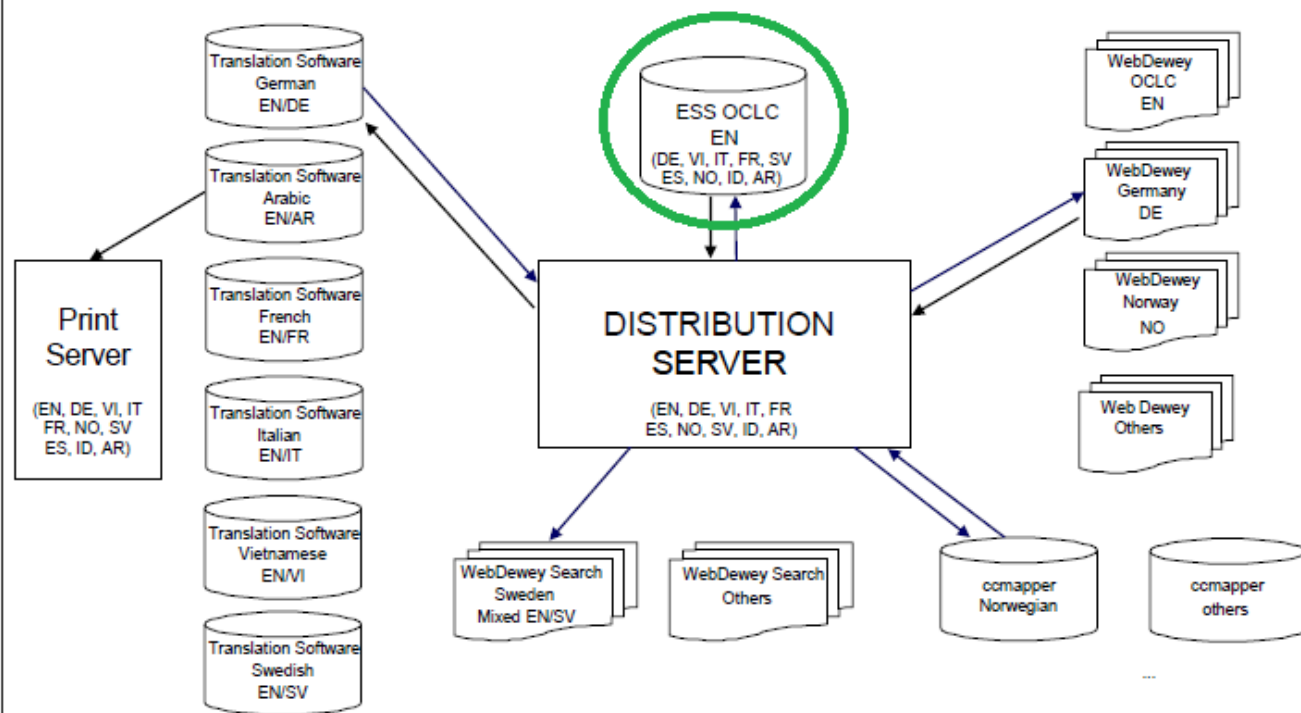 Translation Software
German
EN/DE
Translation Software
Arabic
EN/AR
Translation Software
French
EN/FR
Translation Software
Italian
EN/IT
Translation Software
Vietnamese
EN/VI
Translation Software
Swedish
EN/SV
Print
Server
(EN, DE, VI, IT
FR, NO, SV
ES, ID, AR)
ESS OCLC
EN
(DE, VI, IT, FR, SV
ES, NO, ID, AR)
DISTRIBUTION
SERVER
(EN, DE, VI, IT, FR
ES, NO, SV, ID, AR)
WebDewey
OCLC
EN
WebDewey
Germany
DE
WebDewey
Norway
NO
Web Dewey
Others
WebDewey Search
Sweden
Mixed EN/SV
WebDewey Search
Others
ccmapper
Norwegian
ccmapper
others
...